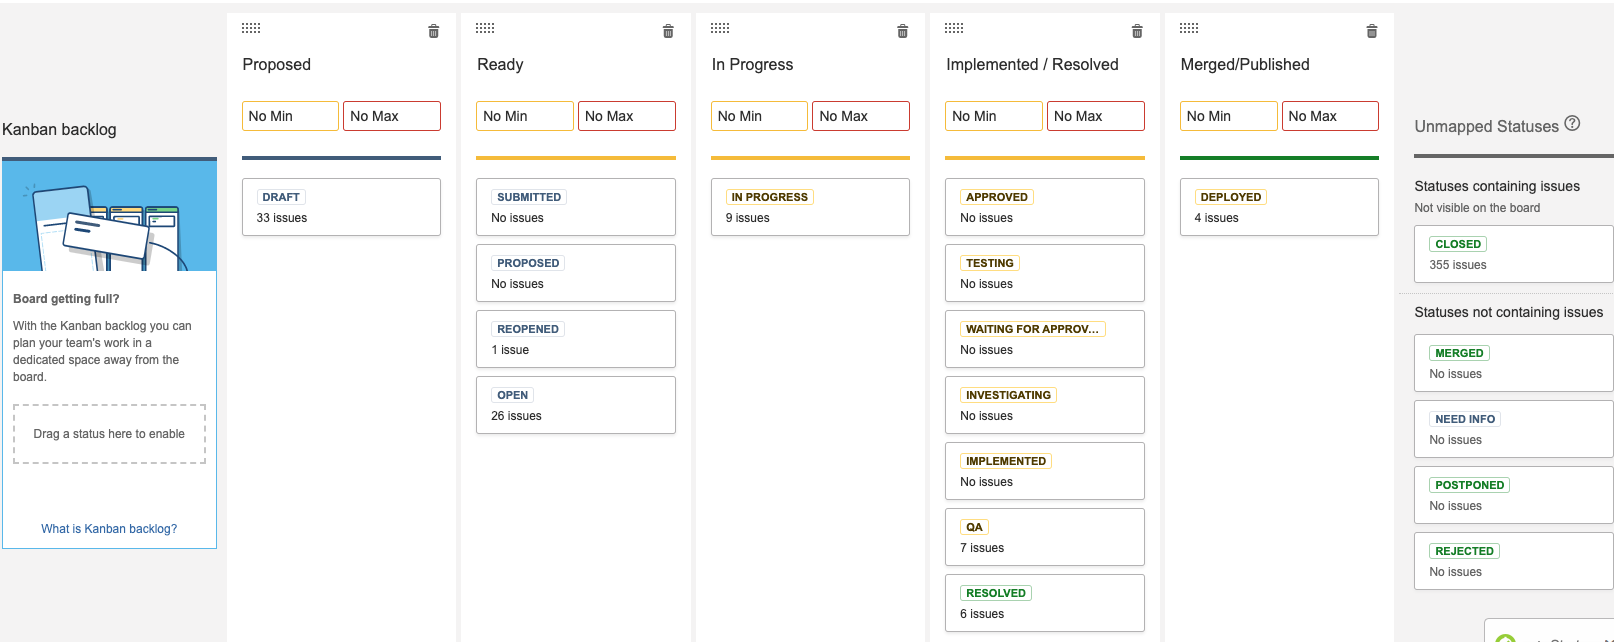 Kanban backlog
Board getting full?
With the Kanban backlog you can
plan your team's work in a
dedicated space away from the
board.
Drag a status here to enable
What is Kanban backlog?
Proposed
No Min
No Max
DRAFT
33 issues
Ready
No Min
No Max
SUBMITTED
No issues
PROPOSED
No issues
REOPENED
1 issue
OPEN
26 issues
In Progress
No Min
No Max
IN PROGRESS
9 issues
Implemented / Resolved
No Min
No Max
APPROVED
No issues
TESTING
No issues
WAITING FOR APPROV...
No issues
INVESTIGATING
No issues
IMPLEMENTED
No issues
QA
7 issues
RESOLVED
6 issues
Merged/Published
No Min
No Max
DEPLOYED
4 issues
Unmapped Statuses ?
Statuses containing issues
Not visible on the board
CLOSED
355 issues
Statuses not containing issues
MERGED
No issues
NEED INFO
No issues
POSTPONED
No issues
REJECTED
No issues